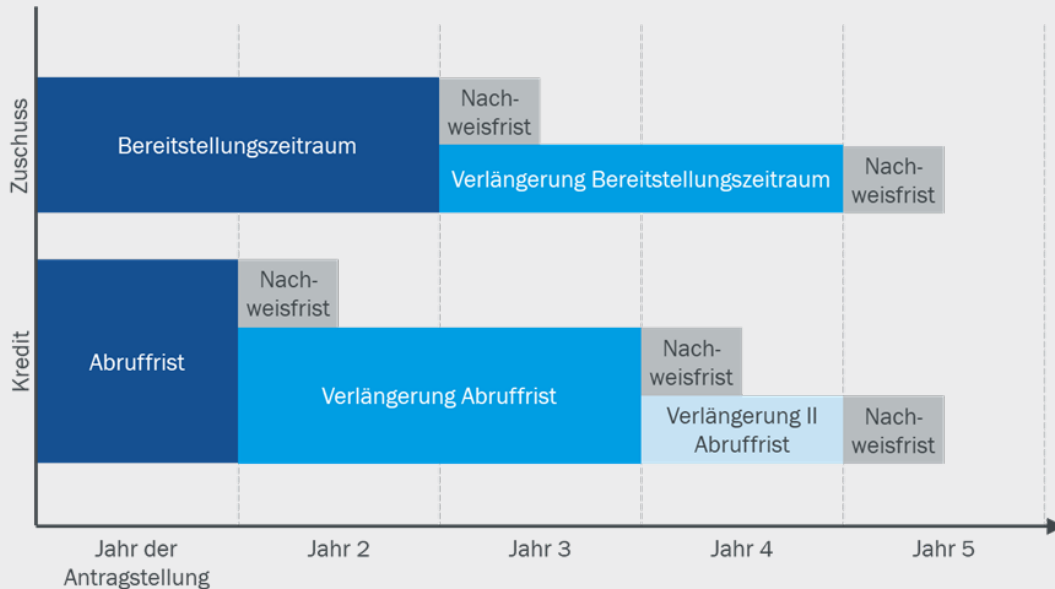 Zuschuss
Bereitstellungszeitraum
Nach-
weisfrist
Verlängerung Bereitstellungszeitraum
Nach-
weisfrist
Kredit
Abruffrist
Nach-
weisfrist
Verlängerung Abruffrist
Nach-
weisfrist
Verlängerung II
Abruffrist
Nach-
weisfrist
Jahr der
Antragstellung
Jahr 2
Jahr 3
Jahr 4
Jahr 5